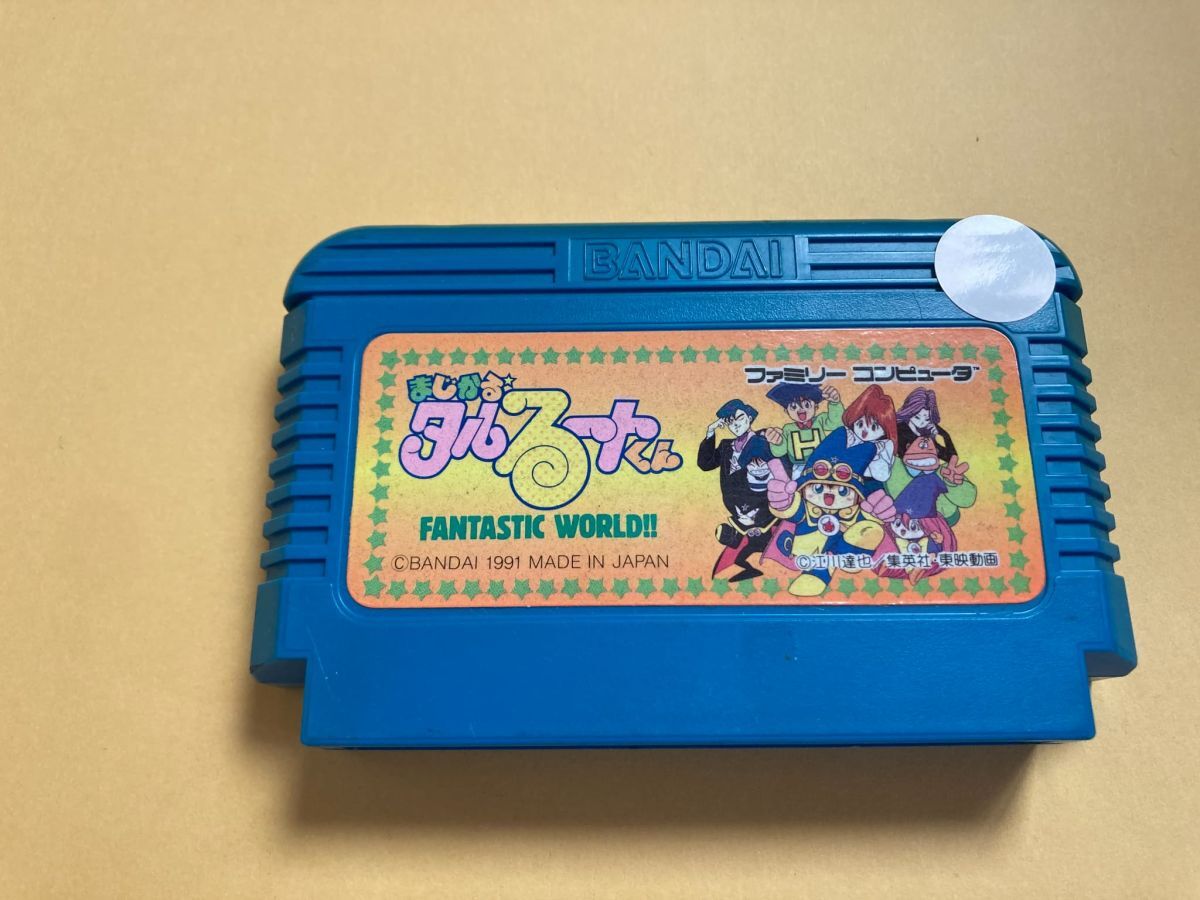 BANDAI
ファミリー コンピュータ™
まじかる☆
タルるートくん
FANTASTIC WORLD!!
©BANDAI 1991 MADE IN JAPAN
©江川達也/集英社・東映動画
H